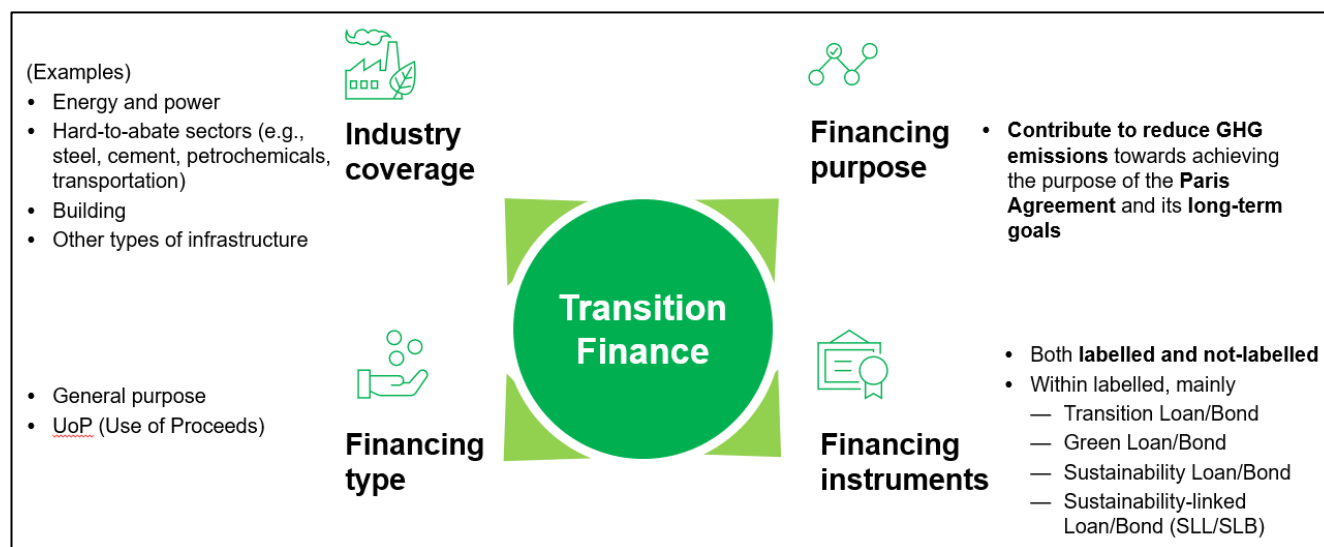 (Examples)
• Energy and power
• Hard-to-abate sectors (e.g.,
steel, cement, petrochemicals,
transportation)
• Building
• Other types of infrastructure
Industry
coverage
Financing
purpose
• Contribute to reduce GHG
emissions towards achieving
the purpose of the Paris
Agreement and its long-term
goals
Transition
Finance
• General purpose
• UoP (Use of Proceeds)
Financing
type
Financing
instruments
• Both labelled and not-labelled
• Within labelled, mainly
— Transition Loan/Bond
— Green Loan/Bond
— Sustainability Loan/Bond
— Sustainability-linked
Loan/Bond (SLL/SLB)